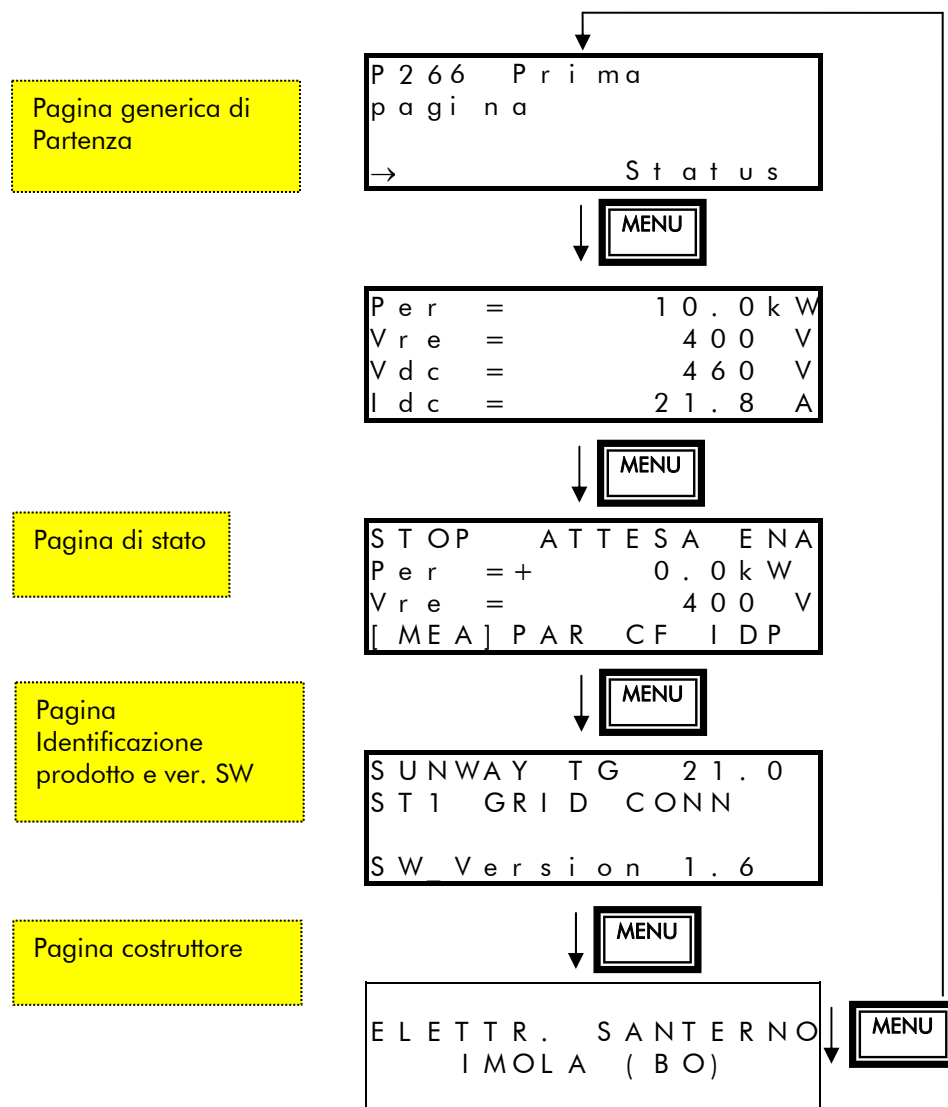 Pagina generica di
Partenza
P266 Prima
pagina
→ Status
MENU
Per = 10.0kW
Vre = 400 V
Vdc = 460 V
Idc = 21.8 A
MENU
Pagina di stato
STOP ATTESA ENA
Per =+ 0.0kW
Vre = 400 V
[MEA]PAR CF IDP
MENU
Pagina
Identificazione
prodotto e ver. SW
SUNWAY TG 21.0
ST1 GRID CONN
SW_Version 1.6
MENU
Pagina costruttore
ELETTR. SANTERNO
IMOLA (BO)
MENU